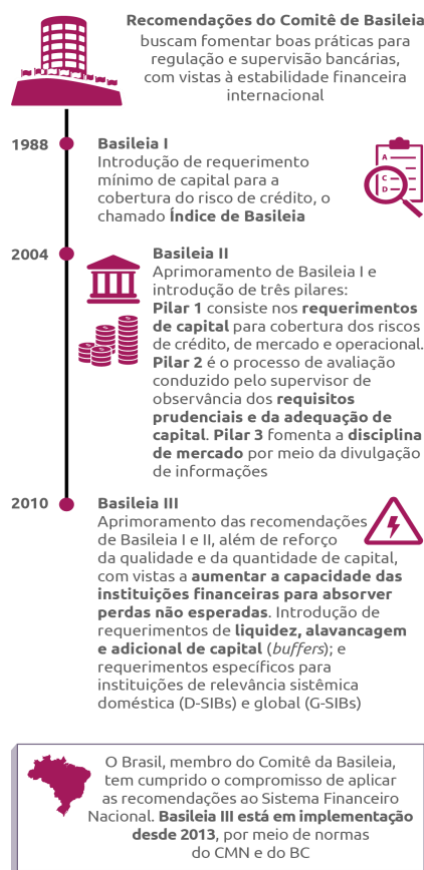 Recomendações do Comitê de Basileia
buscam fomentar boas práticas para
regulação e supervisão bancárias,
com vistas à estabilidade financeira
internacional
1988
Basileia I
Introdução de requerimento
mínimo de capital para a
cobertura do risco de crédito, o
chamado Índice de Basileia
A
C
D
2004
Basileia II
Aprimoramento de Basileia I e
introdução de três pilares:
Pilar 1 consiste nos requerimentos
de capital para cobertura dos riscos
de crédito, de mercado e operacional.
Pilar 2 é o processo de avaliação
conduzido pelo supervisor de
observância dos requisitos
prudenciais e da adequação de
capital. Pilar 3 fomenta a disciplina
de mercado por meio da divulgação
de informações
2010
Basileia III
Aprimoramento das recomendações
de Basileia I e II, além de reforço
da qualidade e da quantidade de capital,
com vistas a aumentar a capacidade das
instituições financeiras para absorver
perdas não esperadas. Introdução de
requerimentos de liquidez, alavancagem
e adicional de capital (buffers); e
requerimentos específicos para
instituições de relevância sistêmica
doméstica (D-SIBs) e global (G-SIBs)
O Brasil, membro do Comitê da Basileia,
tem cumprido o compromisso de aplicar
as recomendações ao Sistema Financeiro
Nacional. Basileia III está em implementação
desde 2013, por meio de normas
do CMN e do BC